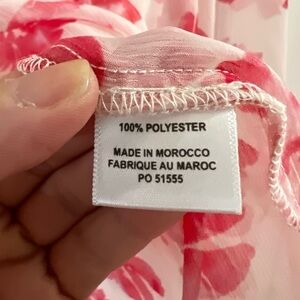 100% POLYESTER
MADE IN MOROCCO
FABRIQUE AU MAROC
PO 51555